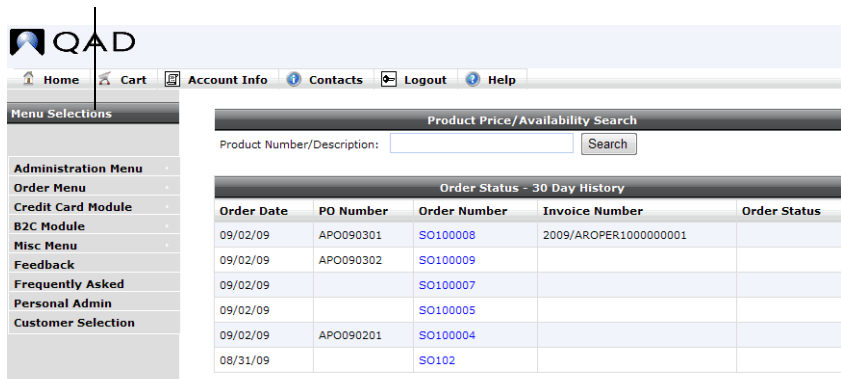 QAD
Home Cart Account Info Contacts Logout Help
Menu Selections
Administration Menu
Order Menu
Credit Card Module
B2C Module
Misc Menu
Feedback
Frequently Asked
Personal Admin
Customer Selection
Product Price/Availability Search
Product Number/Description: Search
Order Status - 30 Day History
Order Date PO Number Order Number Invoice Number Order Status
09/02/09 APO090301 SO100008 2009/AROPER1000000001
09/02/09 APO090302 SO100009
09/02/09 SO100007
09/02/09 SO100005
09/02/09 APO090201 SO100004
08/31/09 SO102